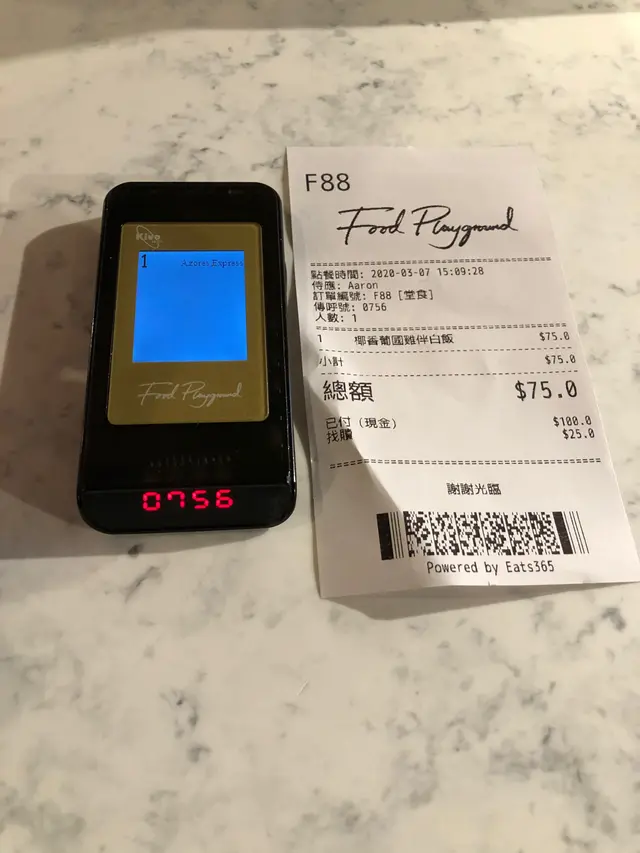 Kleo
1 Azores Express
Food Playground
0756
F88
Food Playground
點餐時間: 2020-03-07 15:09:28
侍應: Aaron
訂單編號: F88 [堂食]
傳呼號: 0756
人數: 1
1 椰香葡國雞伴白飯 $75.0
小計 $75.0
總額 $75.0
已付 (現金) $100.0
找贖 $25.0
謝謝光臨
Powered by Eats365